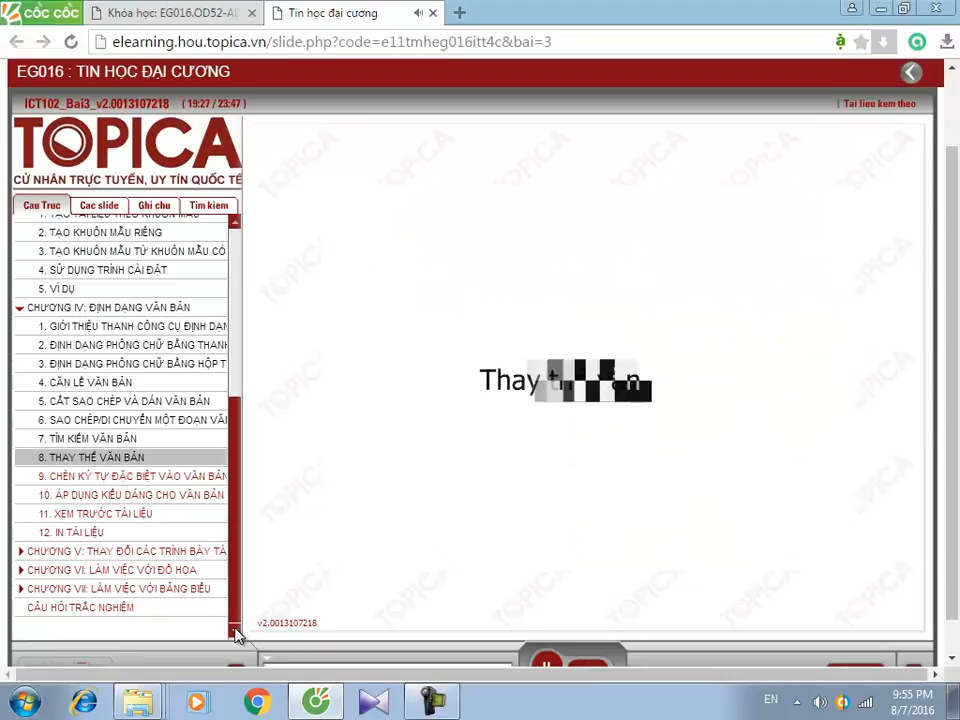 cốc cốc
Khóa học: EG016.OD52-AD
Tin học đại cương
elearning.hou.topica.vn/slide.php?code=e11tmheg016itt4c&bai=3
EG016 : TIN HỌC ĐẠI CƯƠNG
ICT102_Bai3_v2.0013107218 ( 19:27 / 23:47 )
Tai lieu kem theo
TOPICA
CỬ NHÂN TRỰC TUYẾN, UY TÍN QUỐC TẾ
Cau Truc
Cac slide
Ghi chu
Tim kiem
1. TẠO TÀI LIỆU THEO KHUÔN MẪU
2. TẠO KHUÔN MẪU RIÊNG
3. TẠO KHUÔN MẪU TỪ KHUÔN MẪU CÓ
4. SỬ DỤNG TRÌNH CÀI ĐẶT
5. VÍ DỤ
CHƯƠNG IV: ĐỊNH DẠNG VĂN BẢN
1. GIỚI THIỆU THANH CÔNG CỤ ĐỊNH DẠN
2. ĐỊNH DẠNG PHÔNG CHỮ BẰNG THANH
3. ĐỊNH DẠNG PHÔNG CHỮ BẰNG HỘP T
4. CĂN LỀ VĂN BẢN
5. CẮT SAO CHÉP VÀ DÁN VĂN BẢN
6. SAO CHÉP/DI CHUYỂN MỘT ĐOẠN VĂ
7. TÌM KIẾM VĂN BẢN
8. THAY THẾ VĂN BẢN
9. CHÈN KÝ TỰ ĐẶC BIỆT VÀO VĂN BẢN
10. ÁP DỤNG KIỂU DÁNG CHO VĂN BẢN
11. XEM TRƯỚC TÀI LIỆU
12. IN TÀI LIỆU
CHƯƠNG V: THAY ĐỔI CÁC TRÌNH BÀY TÀ
CHƯƠNG VI: LÀM VIỆC VỚI ĐỒ HỌA
CHƯƠNG VII: LÀM VIỆC VỚI BẢNG BIỂU
CÂU HỎI TRẮC NGHIỆM
Thay
v2.0013107218
EN
9:55 PM
8/7/2016